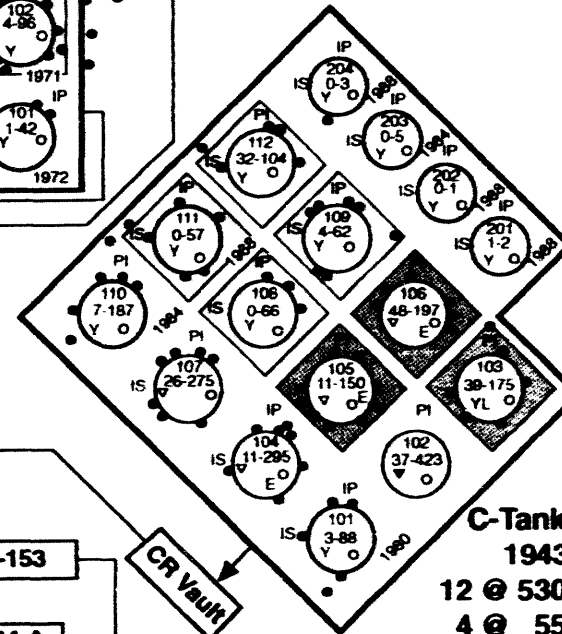 102
4-96
Y O
1971
IP
101
1-42
Y O
1972
IP
204
0-3
IS
Y O
1988
IP
203
0-5
IS
Y O
1984
IP
202
0-1
IS
Y O
1988
IP
201
1-2
IS
Y O
1988
PI
112
32-104
IS
Y O
IP
111
0-57
IS
Y O
1988
IP
109
4-62
IS
Y O
PI
110
7-187
Y O
1984
IP
108
0-66
IS
Y O
106
48-197
E
PI
107
26-275
IS
O
105
11-150
O E
103
39-175
YL
O
IP
104
11-295
IS
O
E
PI
102
37-423
O
IP
101
3-88
IS
Y O
1980
CR Vault
-153
C-Tank
1943
12 @ 530
4 @ 55